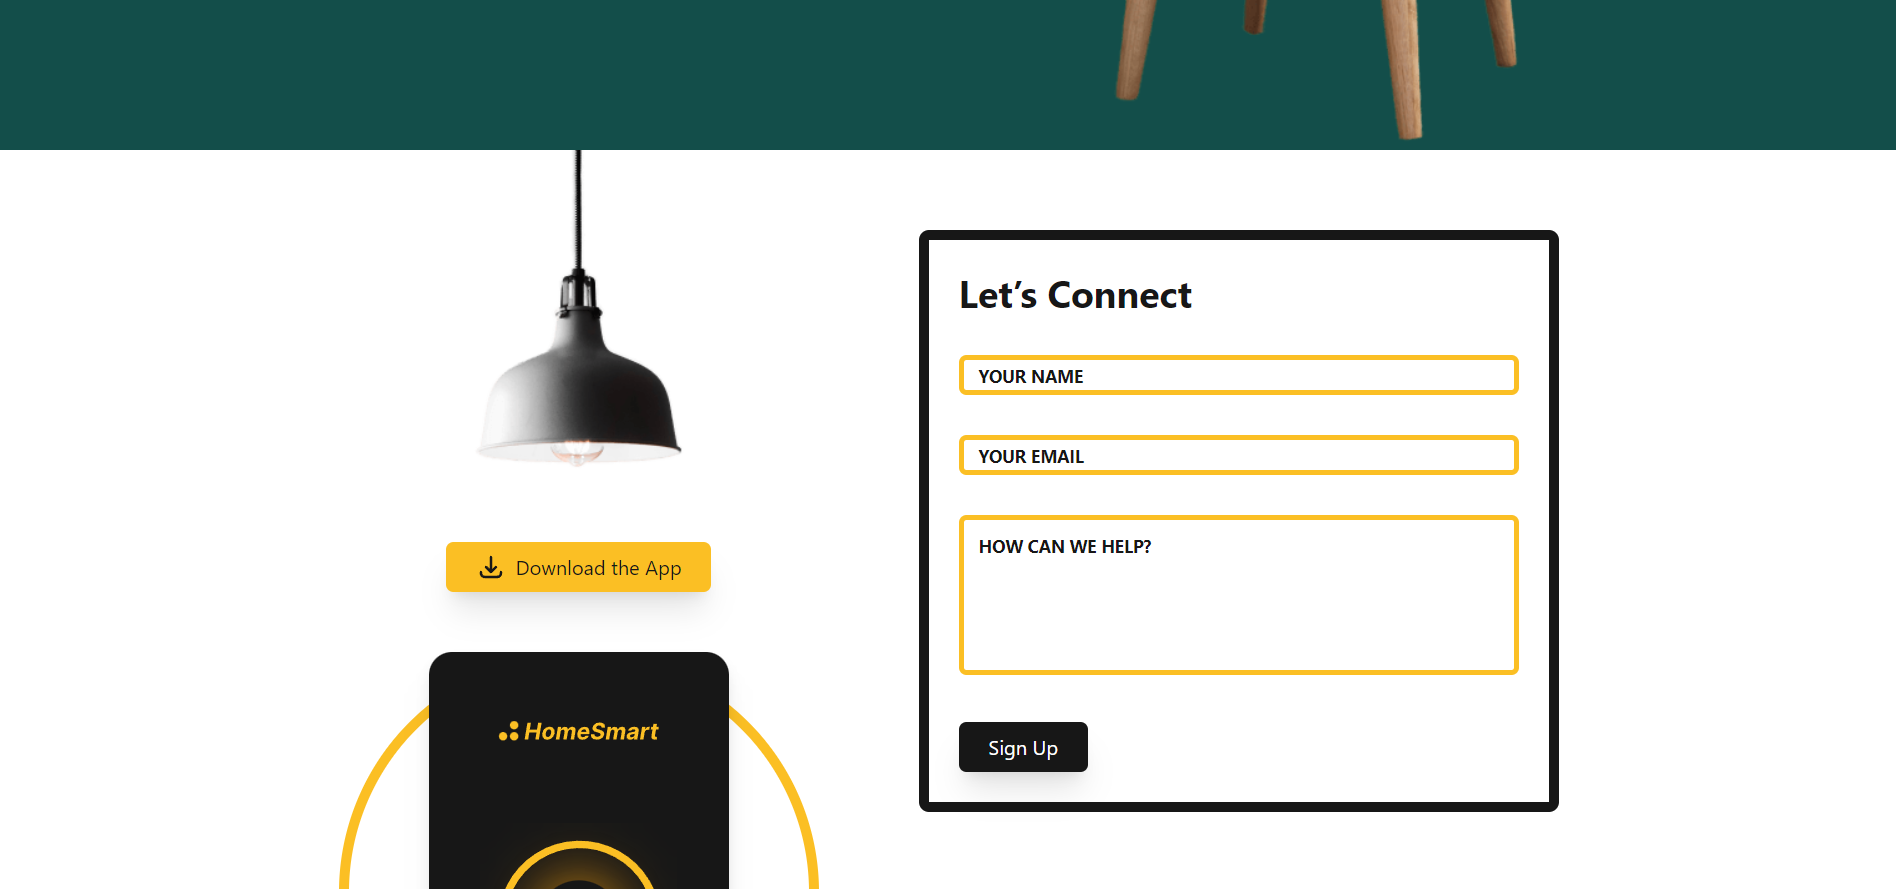 Let’s Connect
YOUR NAME
YOUR EMAIL
HOW CAN WE HELP?
Sign Up
Download the App
HomeSmart